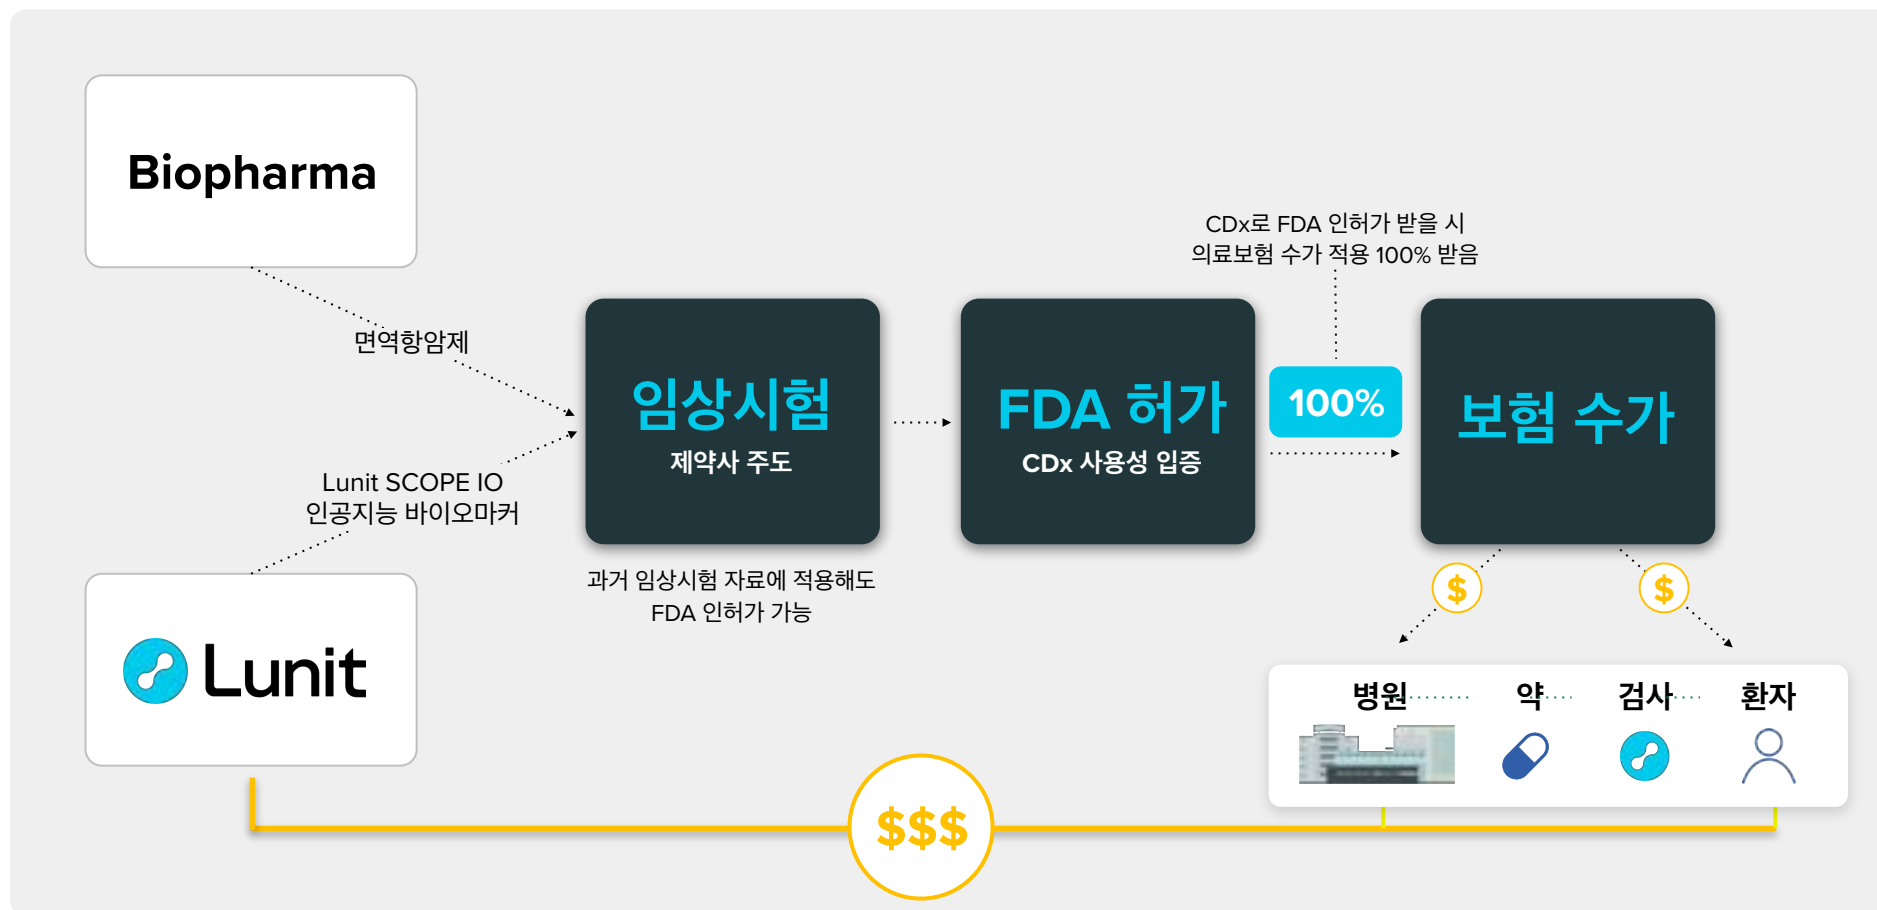 Biopharma
CDx로 FDA 인허가 받을 시
의료보험 수가 적용 100% 받음
면역항암제
임상시험
제약사 주도
FDA 허가
CDx 사용성 입증
100%
보험 수가
Lunit SCOPE IO
인공지능 바이오마커
과거 임상시험 자료에 적용해도
FDA 인허가 가능
$
$
Lunit
병원
약
검사
환자
$$$